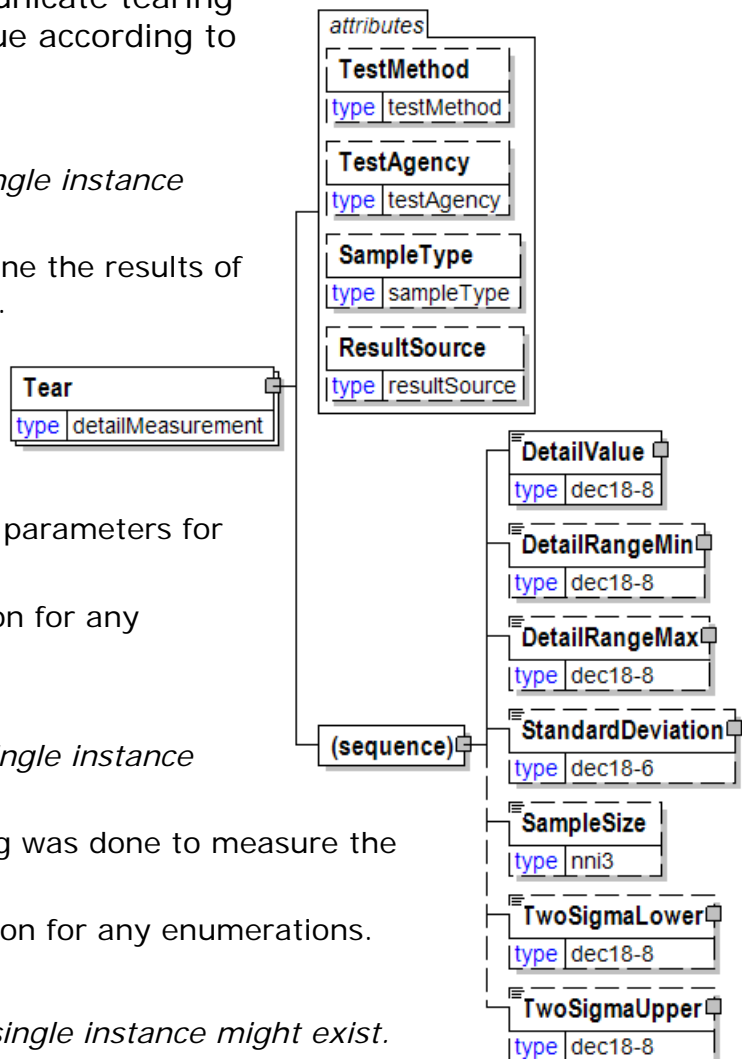 unicate tearing
ue according to
ngle instance
ne the results of
.
parameters for
on for any
ngle instance
g was done to measure the
on for any enumerations.
single instance might exist.
attributes
TestMethod
type testMethod
TestAgency
type testAgency
SampleType
type sampleType
ResultSource
type resultSource
Tear
type detailMeasurement
(sequence)
DetailValue
type dec18-8
DetailRangeMin
type dec18-8
DetailRangeMax
type dec18-8
StandardDeviation
type dec18-6
SampleSize
type nni3
TwoSigmaLower
type dec18-8
TwoSigmaUpper
type dec18-8